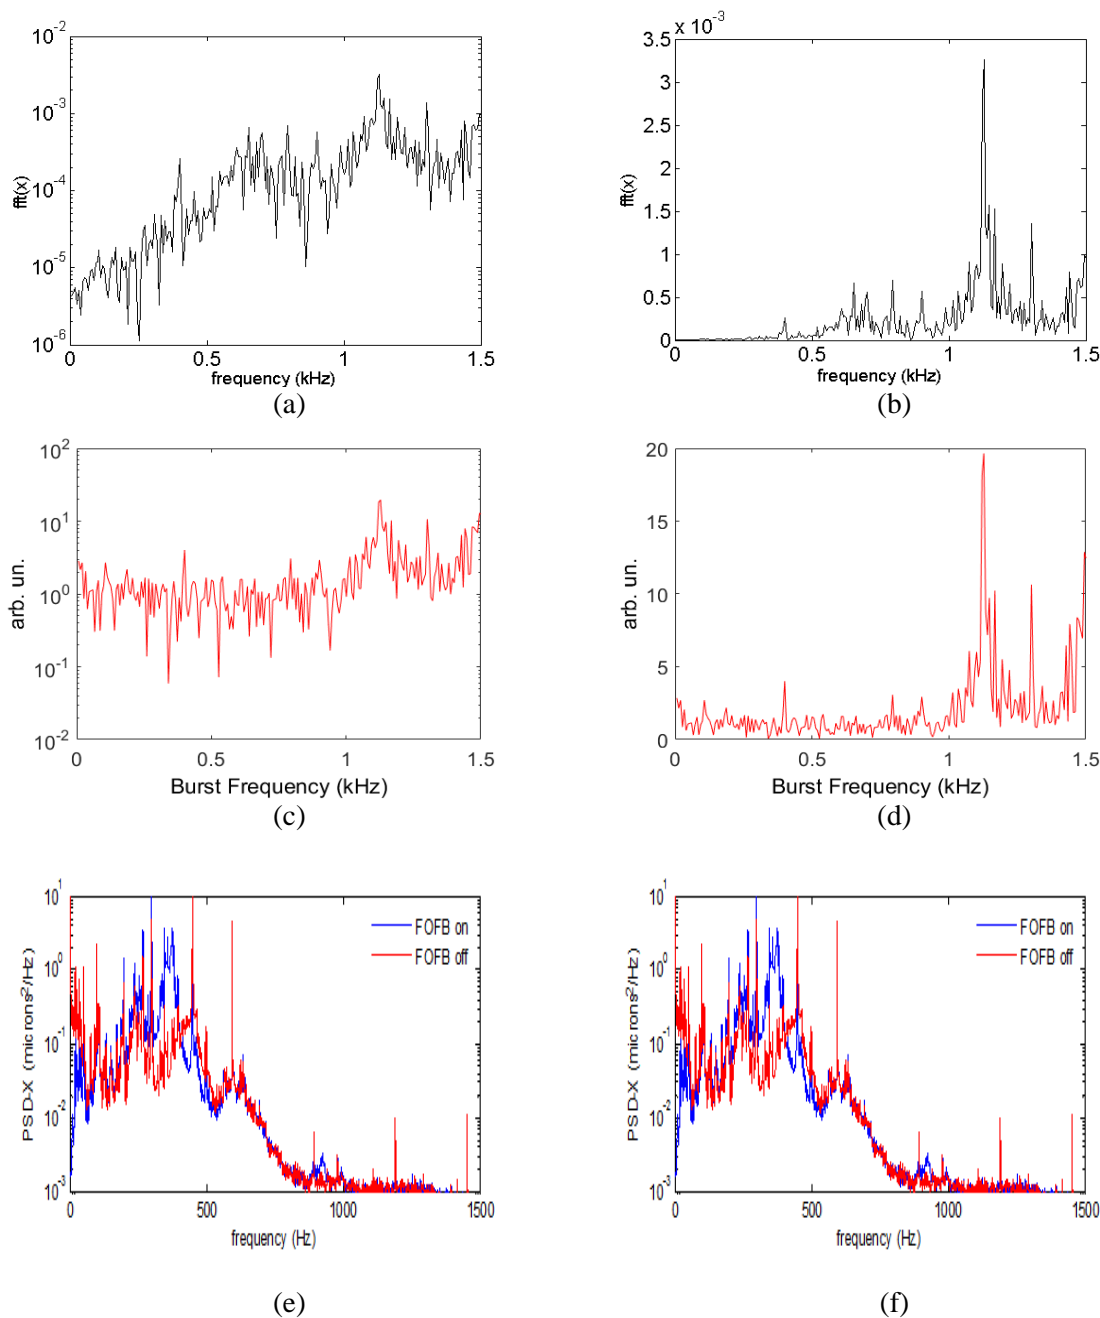 10^-2
10^-3
10^-4
10^-5
10^-6
fft(x)
0 0.5 1 1.5
frequency (kHz)
(a)
x 10^-3
3.5
3
2.5
2
1.5
1
0.5
0
fft(x)
0 0.5 1 1.5
frequency (kHz)
(b)
10^2
10^1
10^0
10^-1
10^-2
arb. un.
0 0.5 1 1.5
Burst Frequency (kHz)
(c)
20
15
10
5
0
arb. un.
0 0.5 1 1.5
Burst Frequency (kHz)
(d)
10^1
10^0
10^-1
10^-2
10^-3
PSD-X (microns^2/Hz)
FOFB on
FOFB off
0 500 1000 1500
frequency (Hz)
(e)
10^1
10^0
10^-1
10^-2
10^-3
PSD-X (microns^2/Hz)
FOFB on
FOFB off
0 500 1000 1500
frequency (Hz)
(f)